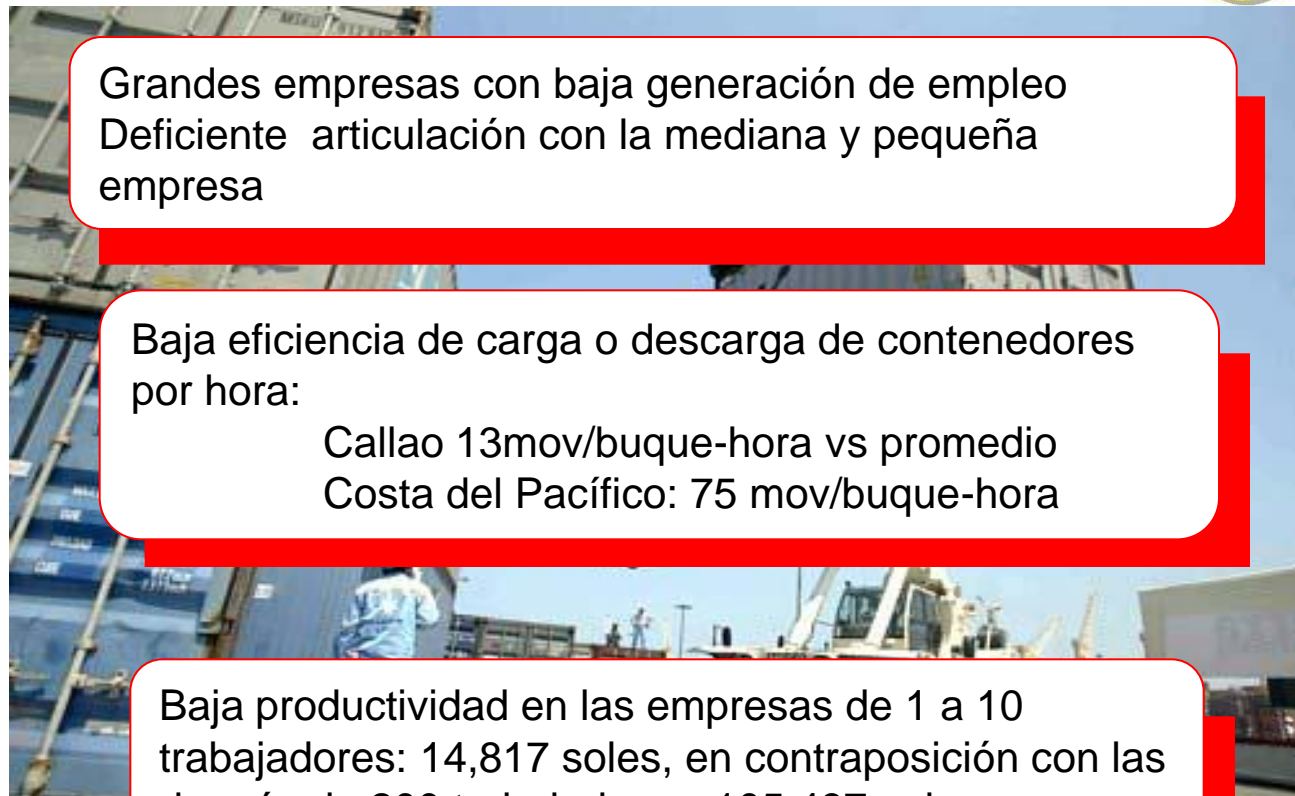 Grandes empresas con baja generación de empleo
Deficiente articulación con la mediana y pequeña
empresa
Baja eficiencia de carga o descarga de contenedores
por hora:
Callao 13mov/buque-hora vs promedio
Costa del Pacífico: 75 mov/buque-hora
Baja productividad en las empresas de 1 a 10
trabajadores: 14,817 soles, en contraposición con las